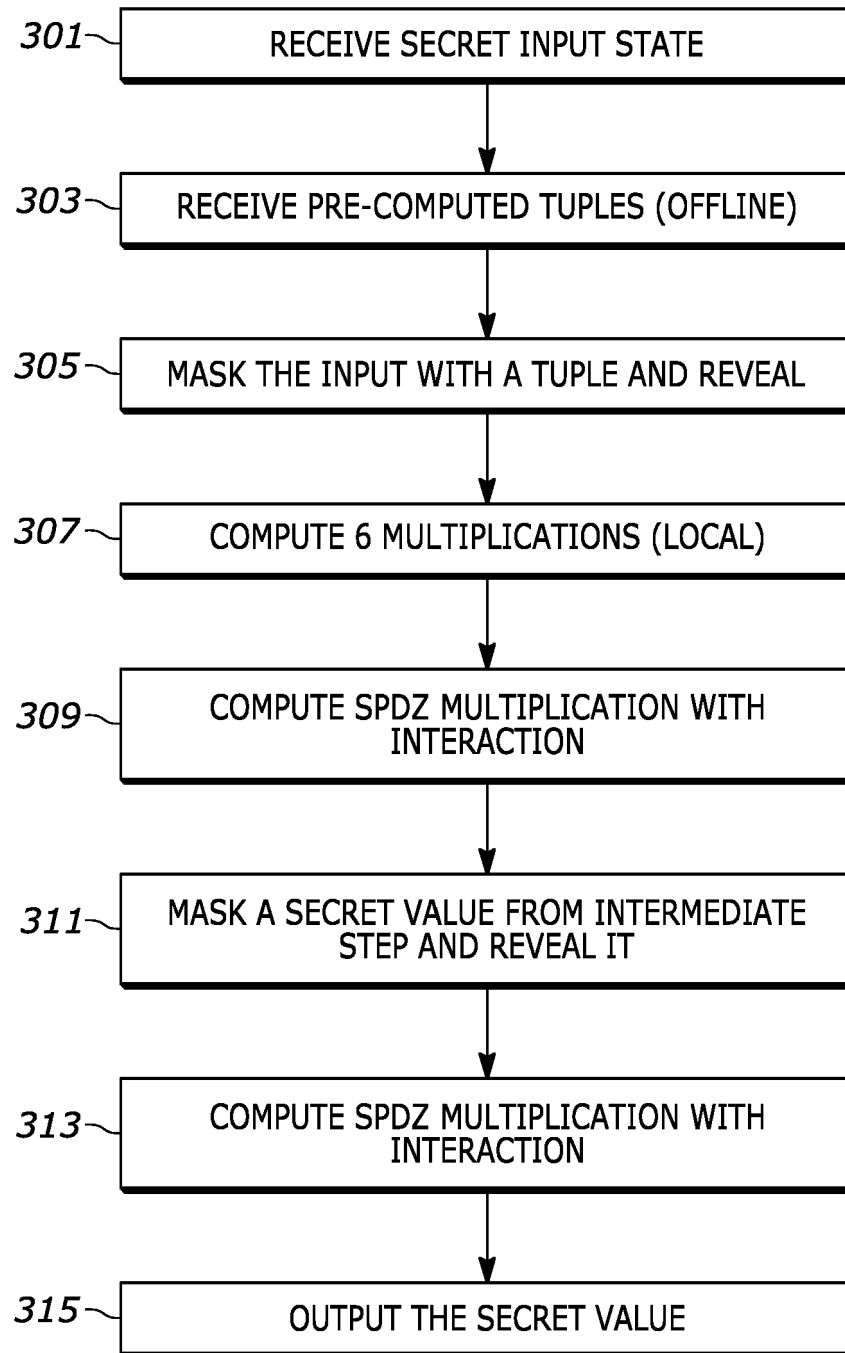 301
RECEIVE SECRET INPUT STATE
303
RECEIVE PRE-COMPUTED TUPLES (OFFLINE)
305
MASK THE INPUT WITH A TUPLE AND REVEAL
307
COMPUTE 6 MULTIPLICATIONS (LOCAL)
309
COMPUTE SPDZ MULTIPLICATION WITH
INTERACTION
311
MASK A SECRET VALUE FROM INTERMEDIATE
STEP AND REVEAL IT
313
COMPUTE SPDZ MULTIPLICATION WITH
INTERACTION
315
OUTPUT THE SECRET VALUE